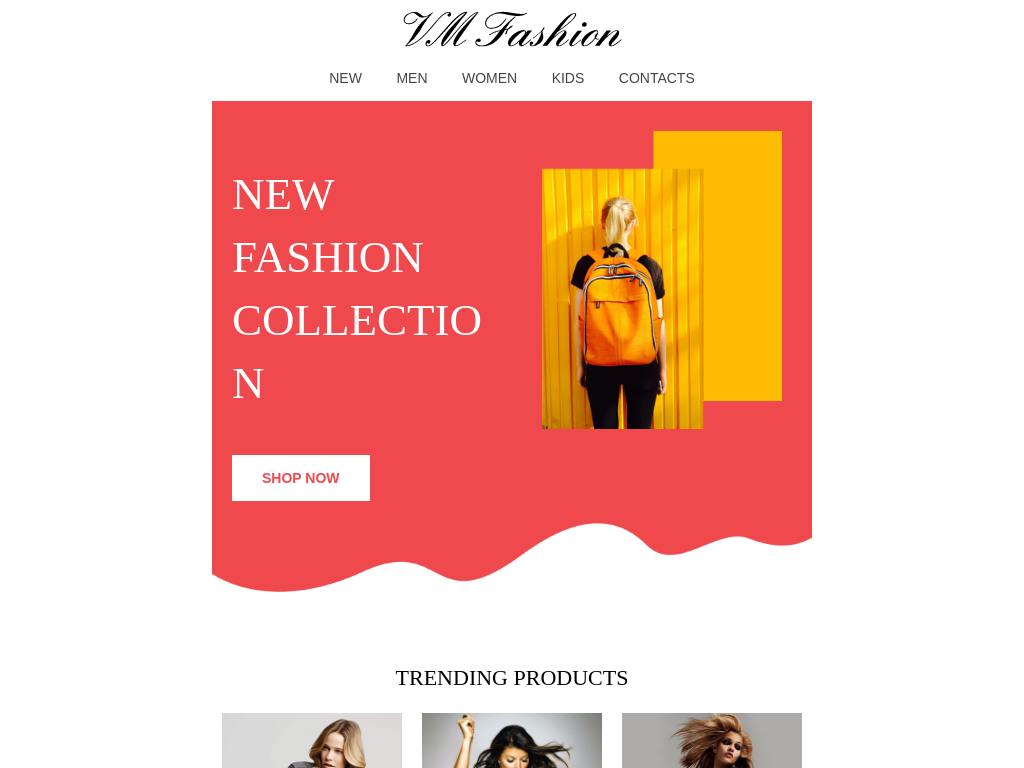 VM Fashion
NEW MEN WOMEN KIDS CONTACTS
NEW
FASHION
COLLECTIO
N
SHOP NOW
TRENDING PRODUCTS